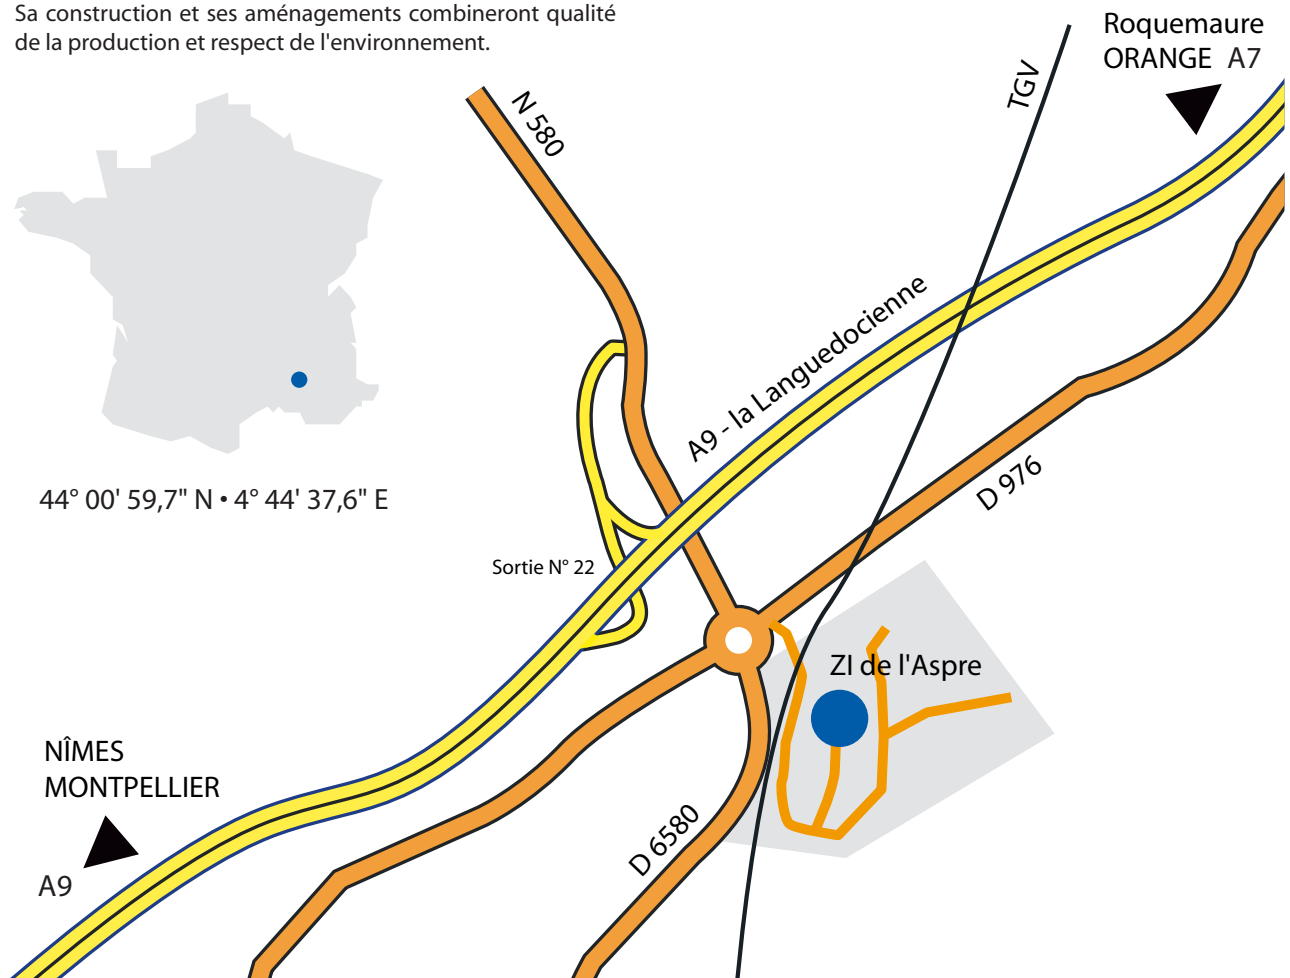 Sa construction et ses aménagements combineront qualité
de la production et respect de l'environnement.
Roquemaure
ORANGE A7
TGV
N 580
A9 - la Languedocienne
D 976
44° 00' 59,7" N • 4° 44' 37,6" E
Sortie N° 22
ZI de l'Aspre
NÎMES
MONTPELLIER
D 6580
A9